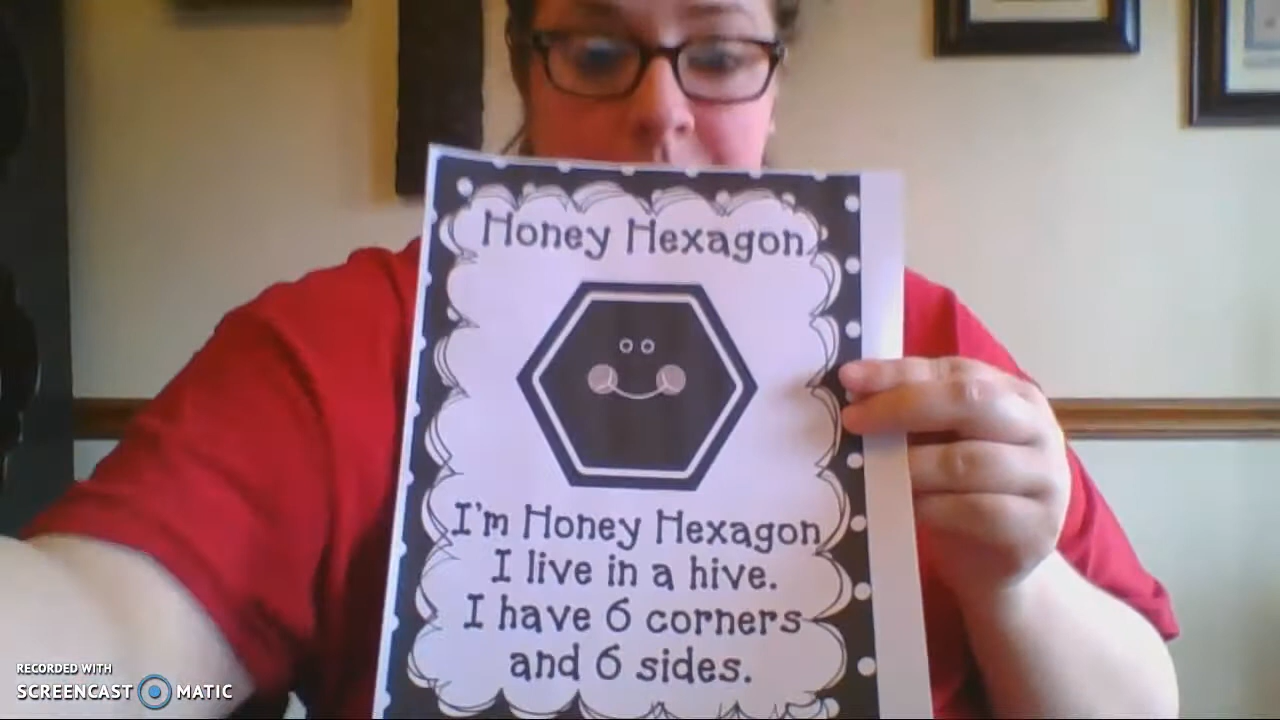 Honey Hexagon
I'm Honey Hexagon
I live in a hive.
I have 6 corners
and 6 sides.
RECORDED WITH
SCREENCAST MATIC